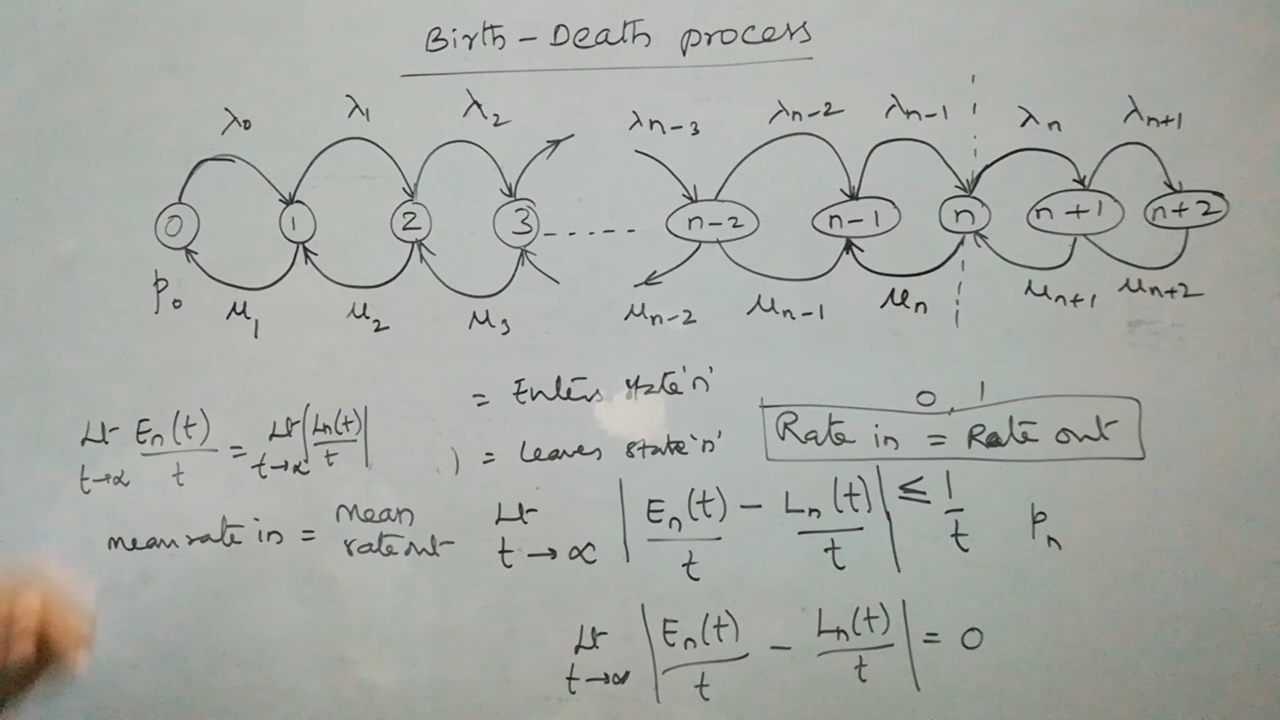 Birth - Death process
λ0 λ1 λ2 λn-3 λn-2 λn-1 λn λn+1
0 1 2 3 ...... n-2 n-1 n n+1 n+2
p0 μ1 μ2 μ3 μn-2 μn-1 μn μn+1 μn+2
= Enters state 'n' 0, 1
Lt t→∝ En(t)/t = Lt t→∝ |Ln(t)/t|
) = Leaves state 'n' Rate in = Rate out
mean rate in = mean rate out
Lt t→∝ |En(t)/t - Ln(t)/t| ≤ 1/t pn
Lt t→∝ |En(t)/t - Ln(t)/t| = 0